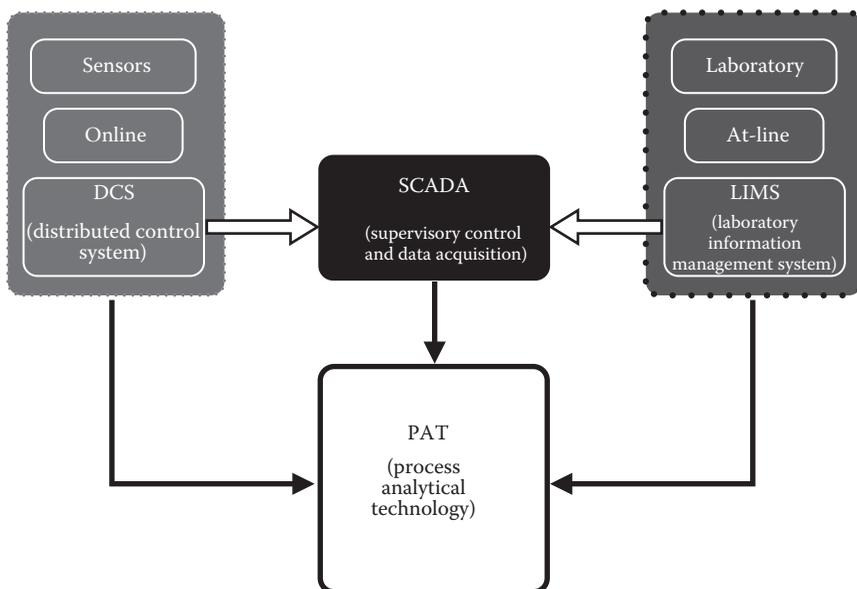 Sensors
Online
DCS
(distributed control
system)
SCADA
(supervisory control
and data acquisition)
Laboratory
At-line
LIMS
(laboratory
information
management system)
PAT
(process
analytical
technology)